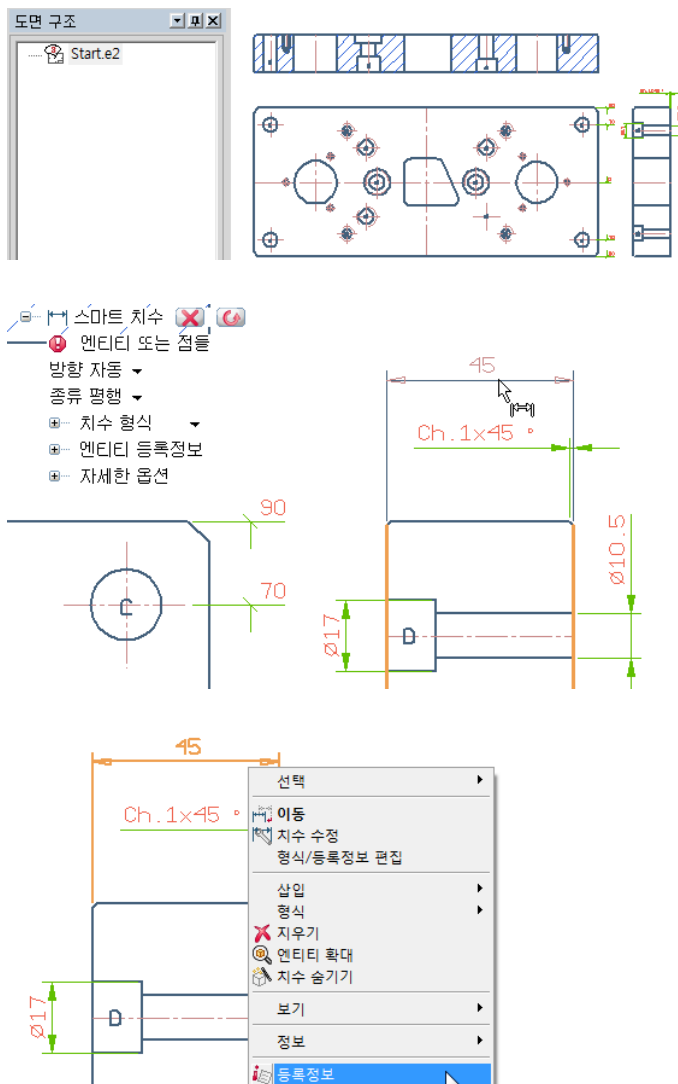 도면 구조
Start.e2
스마트 치수
엔티티 또는 점들
방향 자동
종류 평행
치수 형식
엔티티 등록정보
자세한 옵션
90
70
45
Ch.1x45 °
Ø10.5
Ø17
D
45
Ch.1x45 °
Ø17
D
선택
이동
치수 수정
형식/등록정보 편집
삽입
형식
지우기
엔티티 확대
치수 숨기기
보기
정보
등록정보